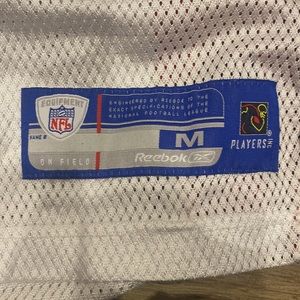 EQUIPMENT
NFL
ENGINEERED BY REEBOK TO THE
EXACT SPECIFICATIONS OF THE
NATIONAL FOOTBALL LEAGUE
NAME #
M
ON FIELD
Reebok
PLAYERS INC